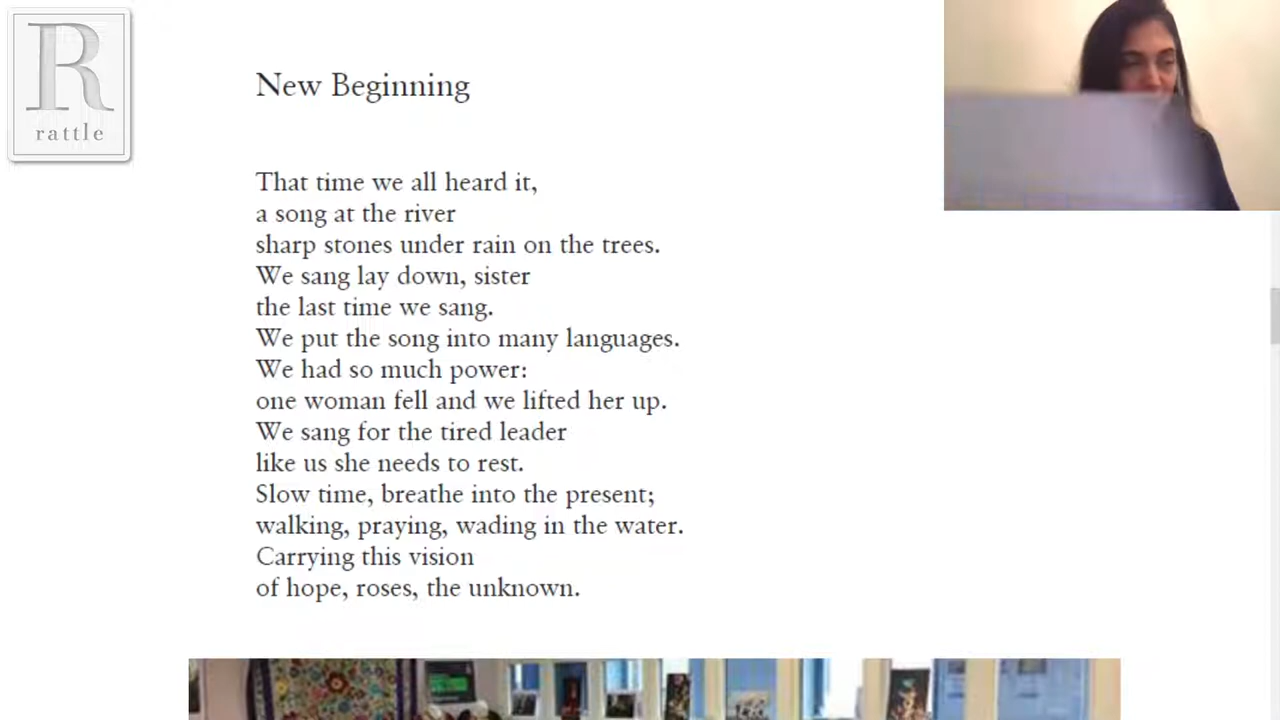 R
rattle
New Beginning
That time we all heard it,
a song at the river
sharp stones under rain on the trees.
We sang lay down, sister
the last time we sang.
We put the song into many languages.
We had so much power:
one woman fell and we lifted her up.
We sang for the tired leader
like us she needs to rest.
Slow time, breathe into the present;
walking, praying, wading in the water.
Carrying this vision
of hope, roses, the unknown.